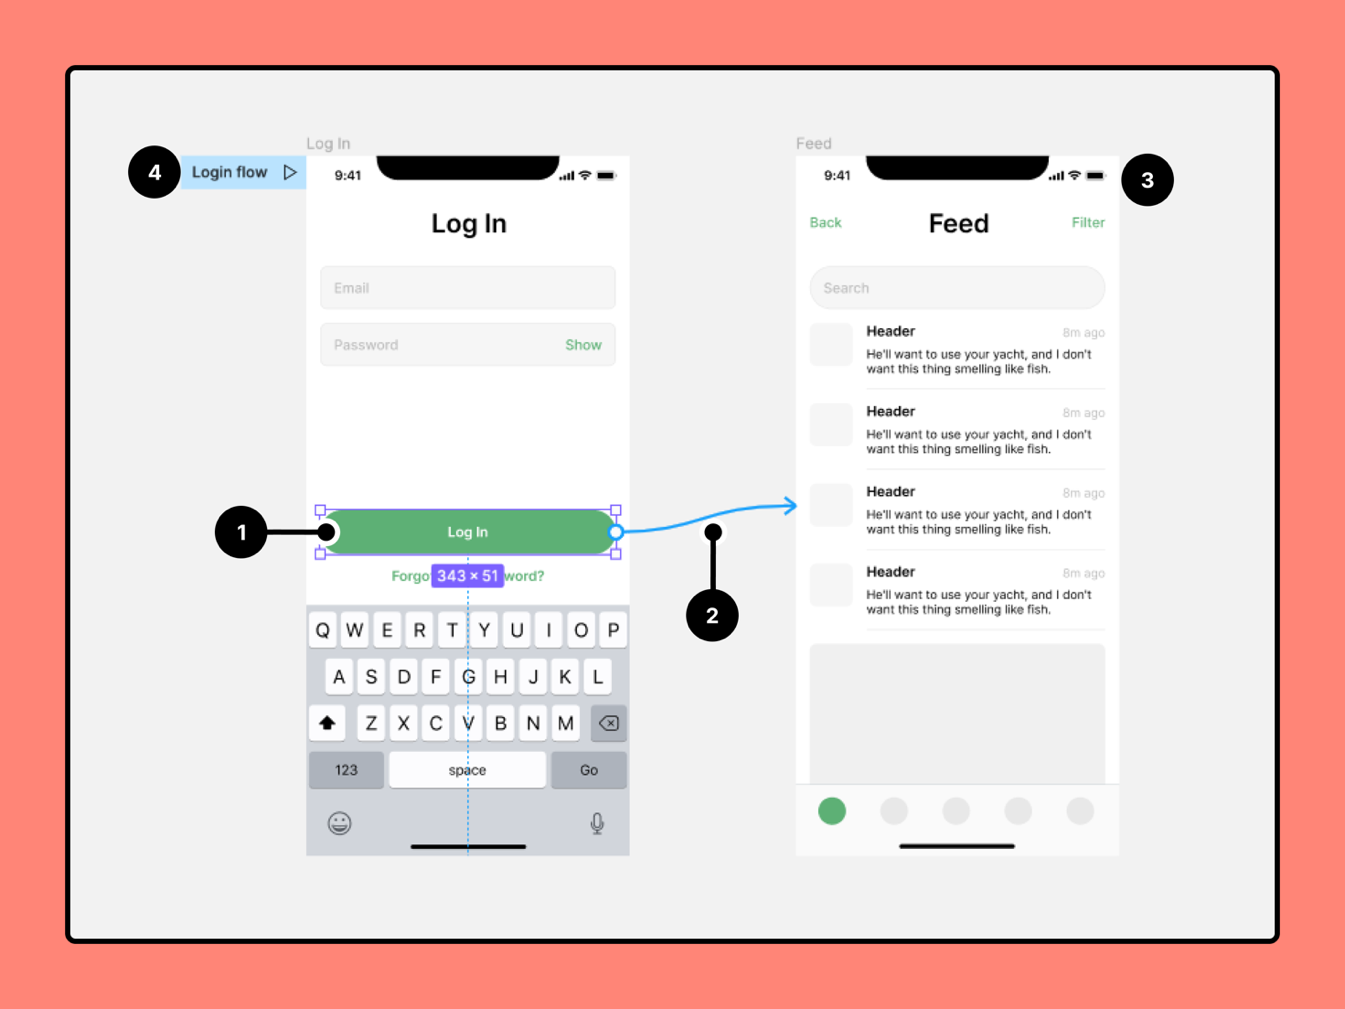 Log In
4
Login flow
9:41
Log In
Email
Password
Show
1
Log In
Forgo
343 × 51
word?
Q W E R T Y U I O P
A S D F G H J K L
Z X C V B N M
123
space
Go
2
Feed
9:41
3
Back
Feed
Filter
Search
Header
8m ago
He'll want to use your yacht, and I don't
want this thing smelling like fish.
Header
8m ago
He'll want to use your yacht, and I don't
want this thing smelling like fish.
Header
8m ago
He'll want to use your yacht, and I don't
want this thing smelling like fish.
Header
8m ago
He'll want to use your yacht, and I don't
want this thing smelling like fish.